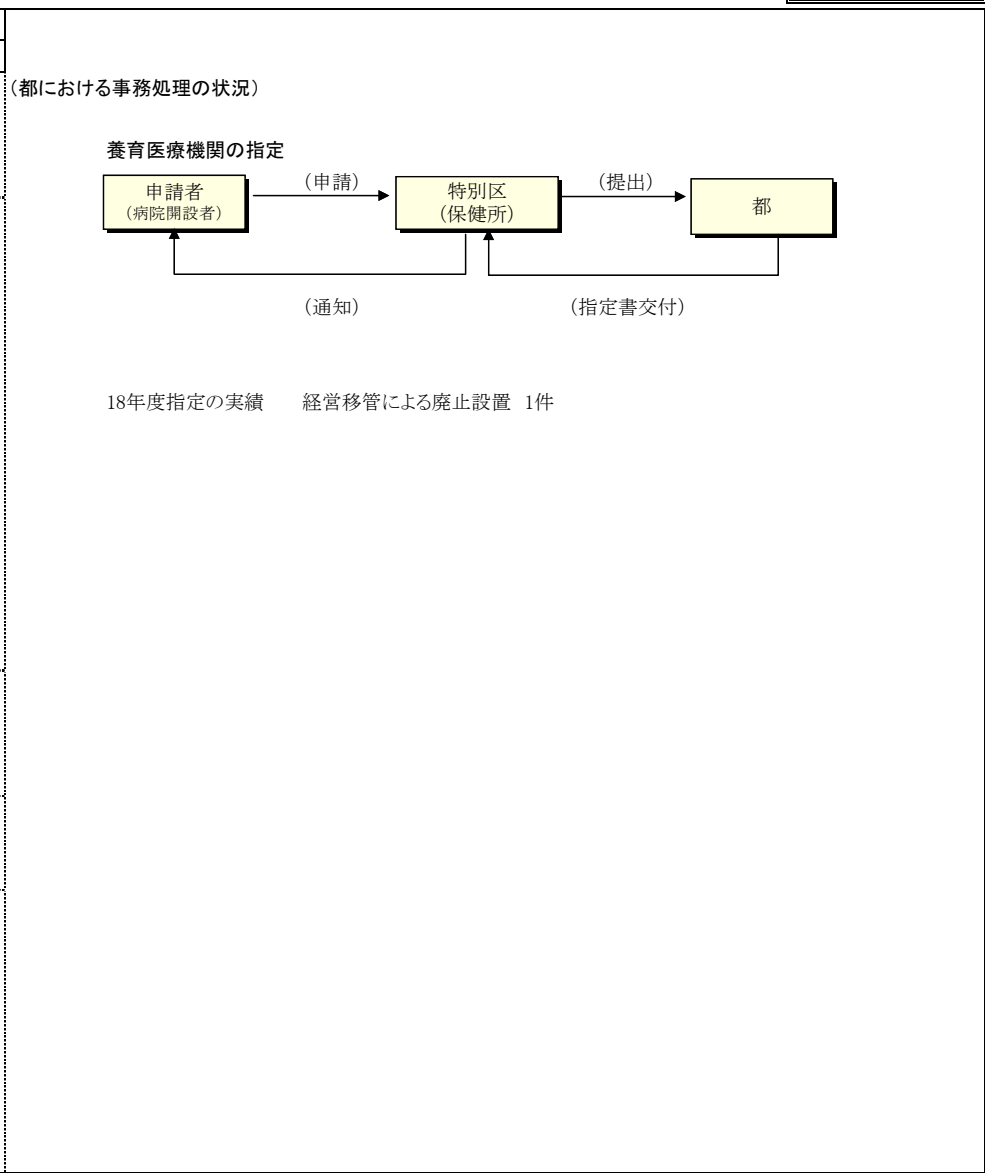 （都における事務処理の状況）
養育医療機関の指定
申請者
（病院開設者）
（申請）
特別区
（保健所）
（提出）
都
（通知）
（指定書交付）
18年度指定の実績　　経営移管による廃止設置　1件